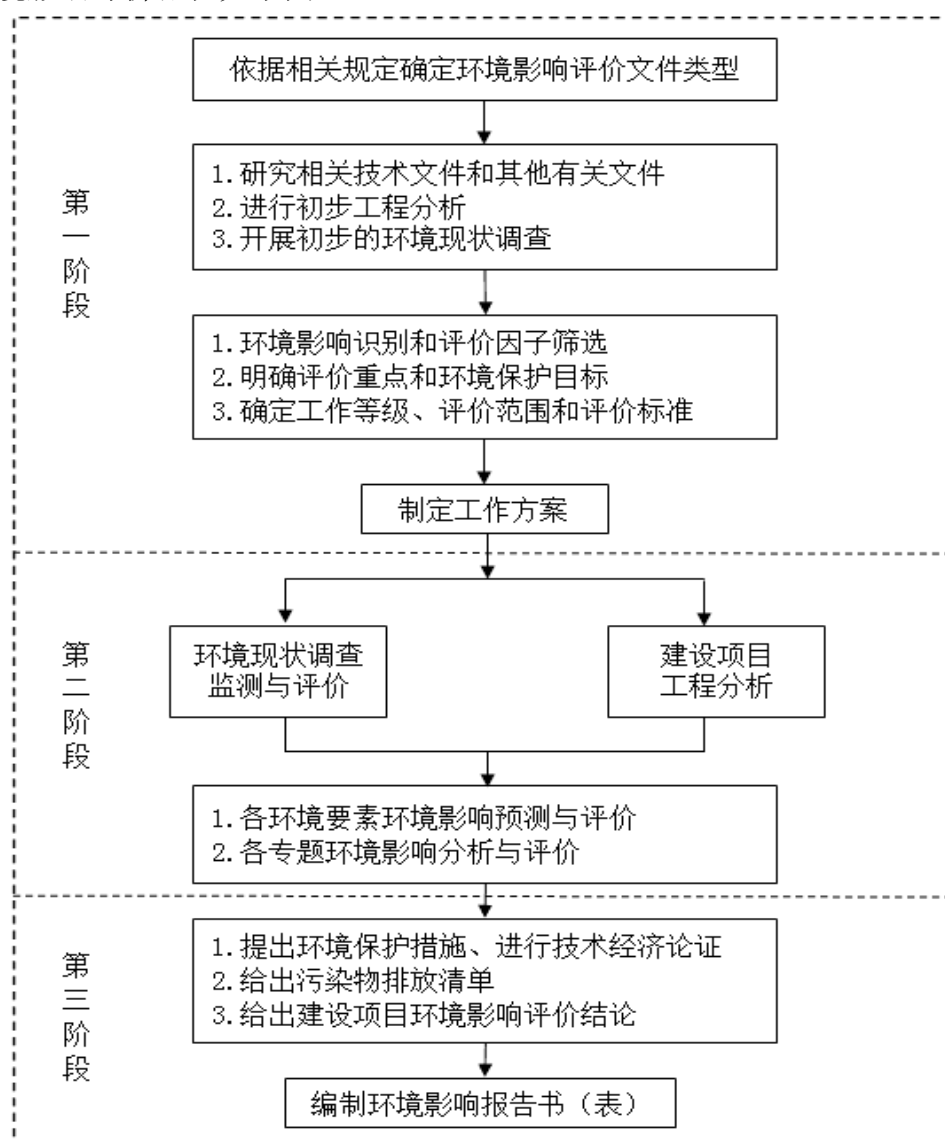 依据相关规定确定环境影响评价文件类型
1.研究相关技术文件和其他有关文件
2.进行初步工程分析
3.开展初步的环境现状调查
第一阶段
1.环境影响识别和评价因子筛选
2.明确评价重点和环境保护目标
3.确定工作等级、评价范围和评价标准
制定工作方案
第二阶段
环境现状调查
监测与评价
建设项目
工程分析
1.各环境要素环境影响预测与评价
2.各专题环境影响分析与评价
第三阶段
1.提出环境保护措施、进行技术经济论证
2.给出污染物排放清单
3.给出建设项目环境影响评价结论
编制环境影响报告书（表）